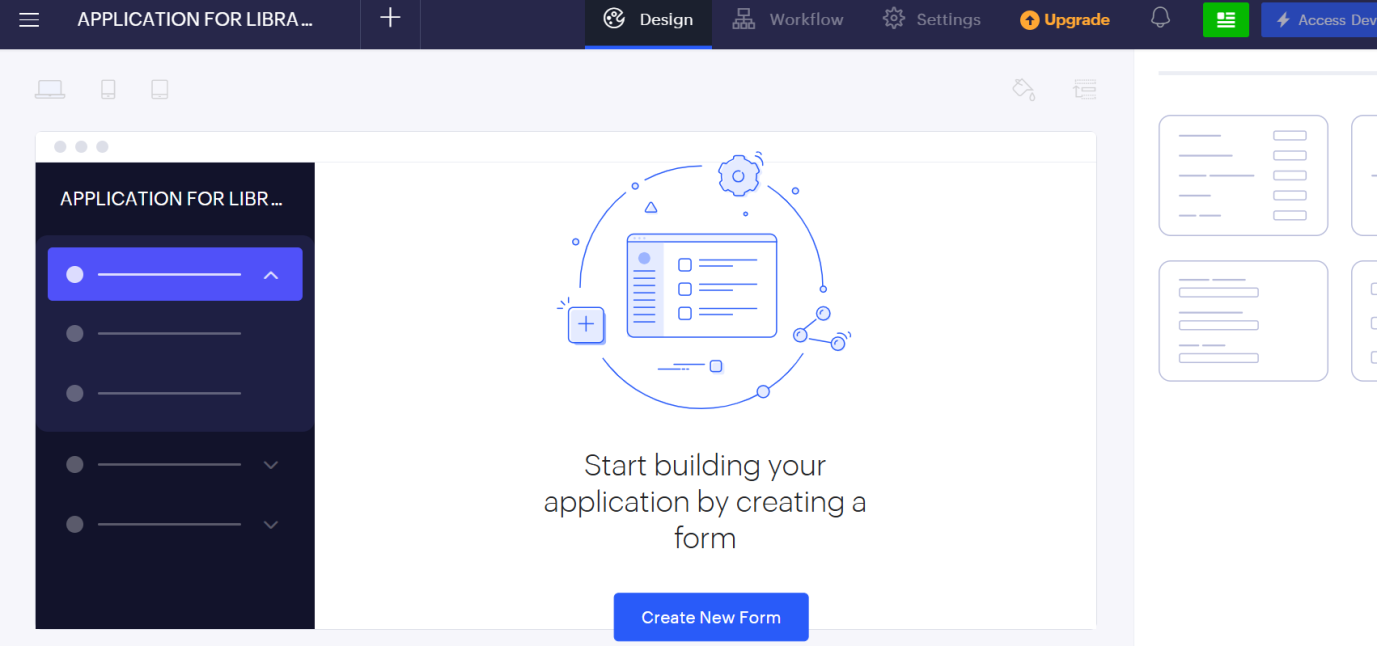 APPLICATION FOR LIBRA...
Design
Workflow
Settings
Upgrade
Access Dev
APPLICATION FOR LIBR...
Start building your
application by creating a
form
Create New Form